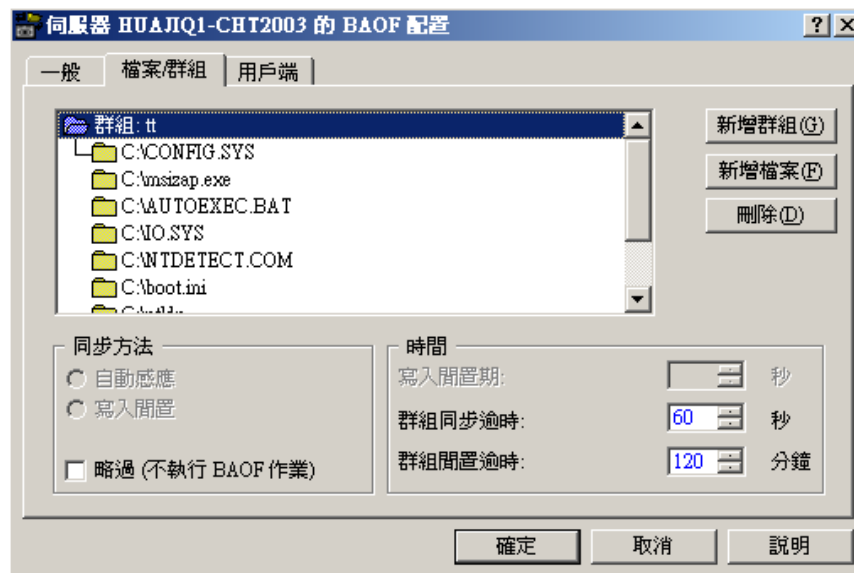 伺服器 HUAJIQ1-CHT2003 的 BAOF 配置
一般 檔案/群組 用戶端
群組: tt
C:\CONFIG.SYS
C:\msizap.exe
C:\AUTOEXEC.BAT
C:\IO.SYS
C:\NTDETECT.COM
C:\boot.ini
新增群組(G)
新增檔案(F)
刪除(D)
同步方法
自動感應
寫入閒置
略過 (不執行 BAOF 作業)
時間
寫入閒置期: 秒
群組同步逾時: 60 秒
群組閒置逾時: 120 分鐘
確定 取消 說明